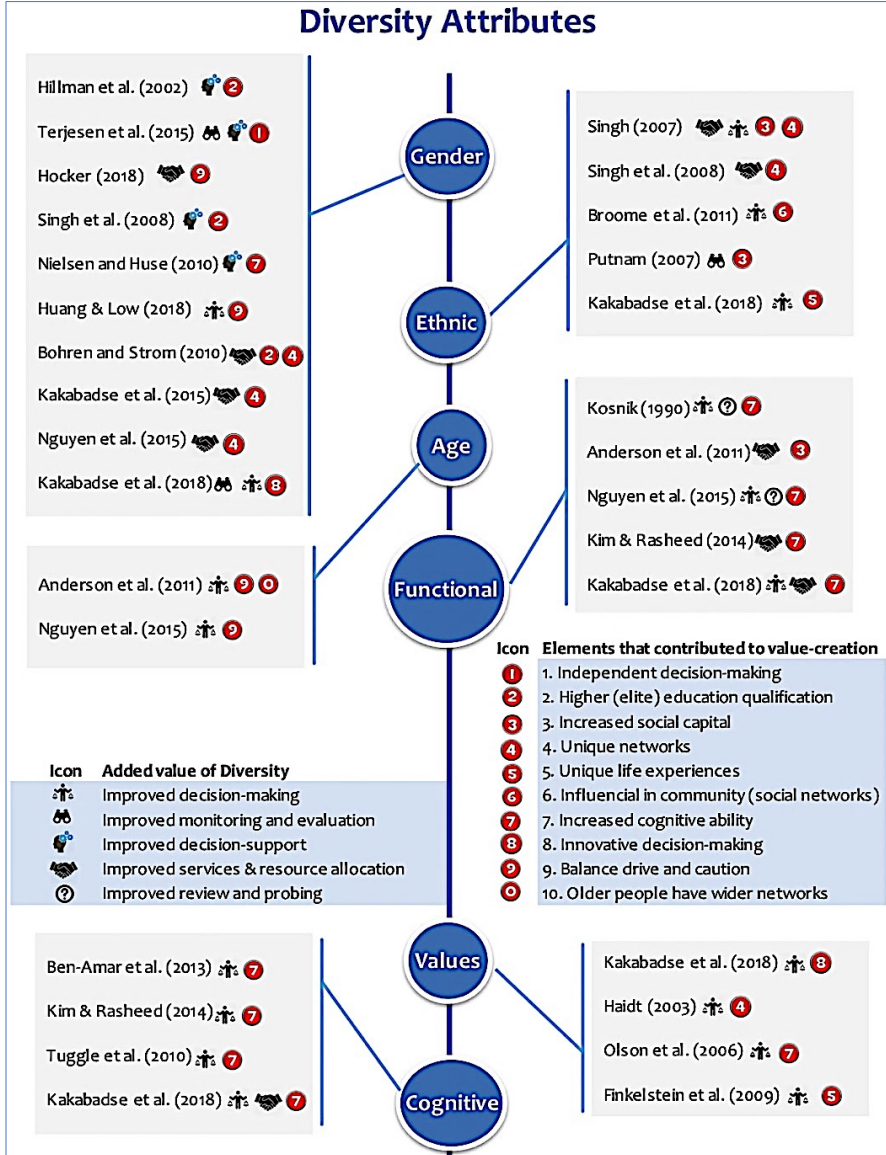 Diversity Attributes
Hillman et al. (2002) 2
Terjesen et al. (2015) 1
Hocker (2018) 9
Singh et al. (2008) 2
Nielsen and Huse (2010) 7
Huang & Low (2018) 9
Bohren and Strom (2010) 2 4
Kakabadse et al. (2015) 4
Nguyen et al. (2015) 4
Kakabadse et al. (2018) 8
Gender
Singh (2007) 3 4
Singh et al. (2008) 4
Broome et al. (2011) 6
Putnam (2007) 3
Kakabadse et al. (2018) 5
Ethnic
Age
Anderson et al. (2011) 9 0
Nguyen et al. (2015) 9
Kosnik (1990) ? 7
Anderson et al. (2011) 3
Nguyen et al. (2015) ? 7
Kim & Rasheed (2014) 7
Kakabadse et al. (2018) 7
Functional
Icon Elements that contributed to value-creation
1 1. Independent decision-making
2 2. Higher (elite) education qualification
3 3. Increased social capital
4 4. Unique networks
5 5. Unique life experiences
6 6. Influencial in community (social networks)
7 7. Increased cognitive ability
8 8. Innovative decision-making
9 9. Balance drive and caution
0 10. Older people have wider networks
Icon Added value of Diversity
Improved decision-making
Improved monitoring and evaluation
Improved decision-support
Improved services & resource allocation
? Improved review and probing
Values
Ben-Amar et al. (2013) 7
Kim & Rasheed (2014) 7
Tuggle et al. (2010) 7
Kakabadse et al. (2018) 7
Kakabadse et al. (2018) 8
Haidt (2003) 4
Olson et al. (2006) 7
Finkelstein et al. (2009) 5
Cognitive